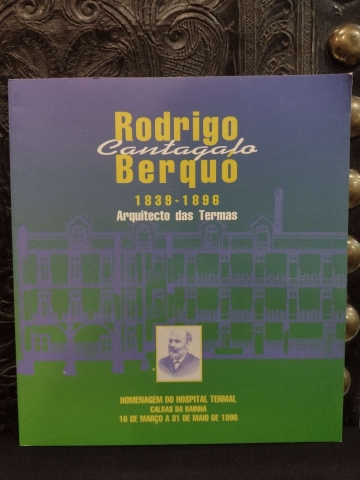 Rodrigo
Cantagalo
Berquó
1839-1896
Arquitecto das Termas
HOMENAGEM DO HOSPITAL TERMAL
CALDAS DA RAINHA
16 DE MARÇO A 31 DE MAIO DE 1996